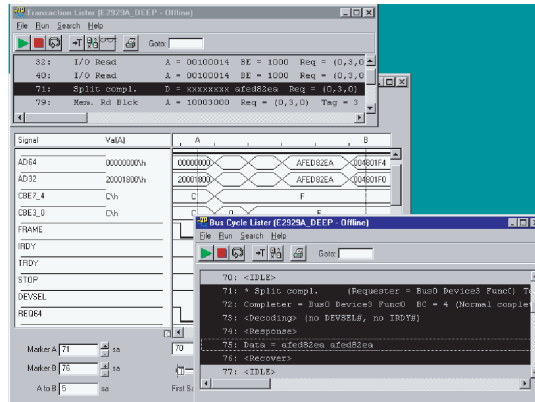 Transaction Lister (E2929A_DEEP - Offline)
File Run Search Help
Goto:
32: I/O Read A = 00100014 BE = 1000 Req = (0,3,0
40: I/O Read A = 00100014 BE = 1000 Req = (0,3,0
71: Split compl. D = xxxxxxxx afed82ea Req = (0,3,0)
79: Mem. Rd Blck A = 10003000 Req = (0,3,0) Tag = 3
Signal Val(A) A B
AD64 00000000\h 00000000 AFED82EA 004801F4
AD32 20001800\h 20001800 AFED82EA 004801F0
CBE7_4 C\h C F
CBE3_0 C\h C 0 F
FRAME
IRDY
TRDY
STOP
DEVSEL
REQ64
Marker A 71 sa 70
Marker B 76 sa
A to B 5 sa First Sa
Bus Cycle Lister (E2929A_DEEP - Offline)
File Run Search Help
Goto:
70: <IDLE>
71: * Split compl. (Requester = Bus0 Device3 Func0)
72: Completer = Bus0 Device3 Func0 BC = 4 (Normal complet
73: <Decoding> (no DEVSEL#, no IRDY#)
74: <Response>
75: Data = afed82ea afed82ea
76: <Recover>
77: <IDLE>